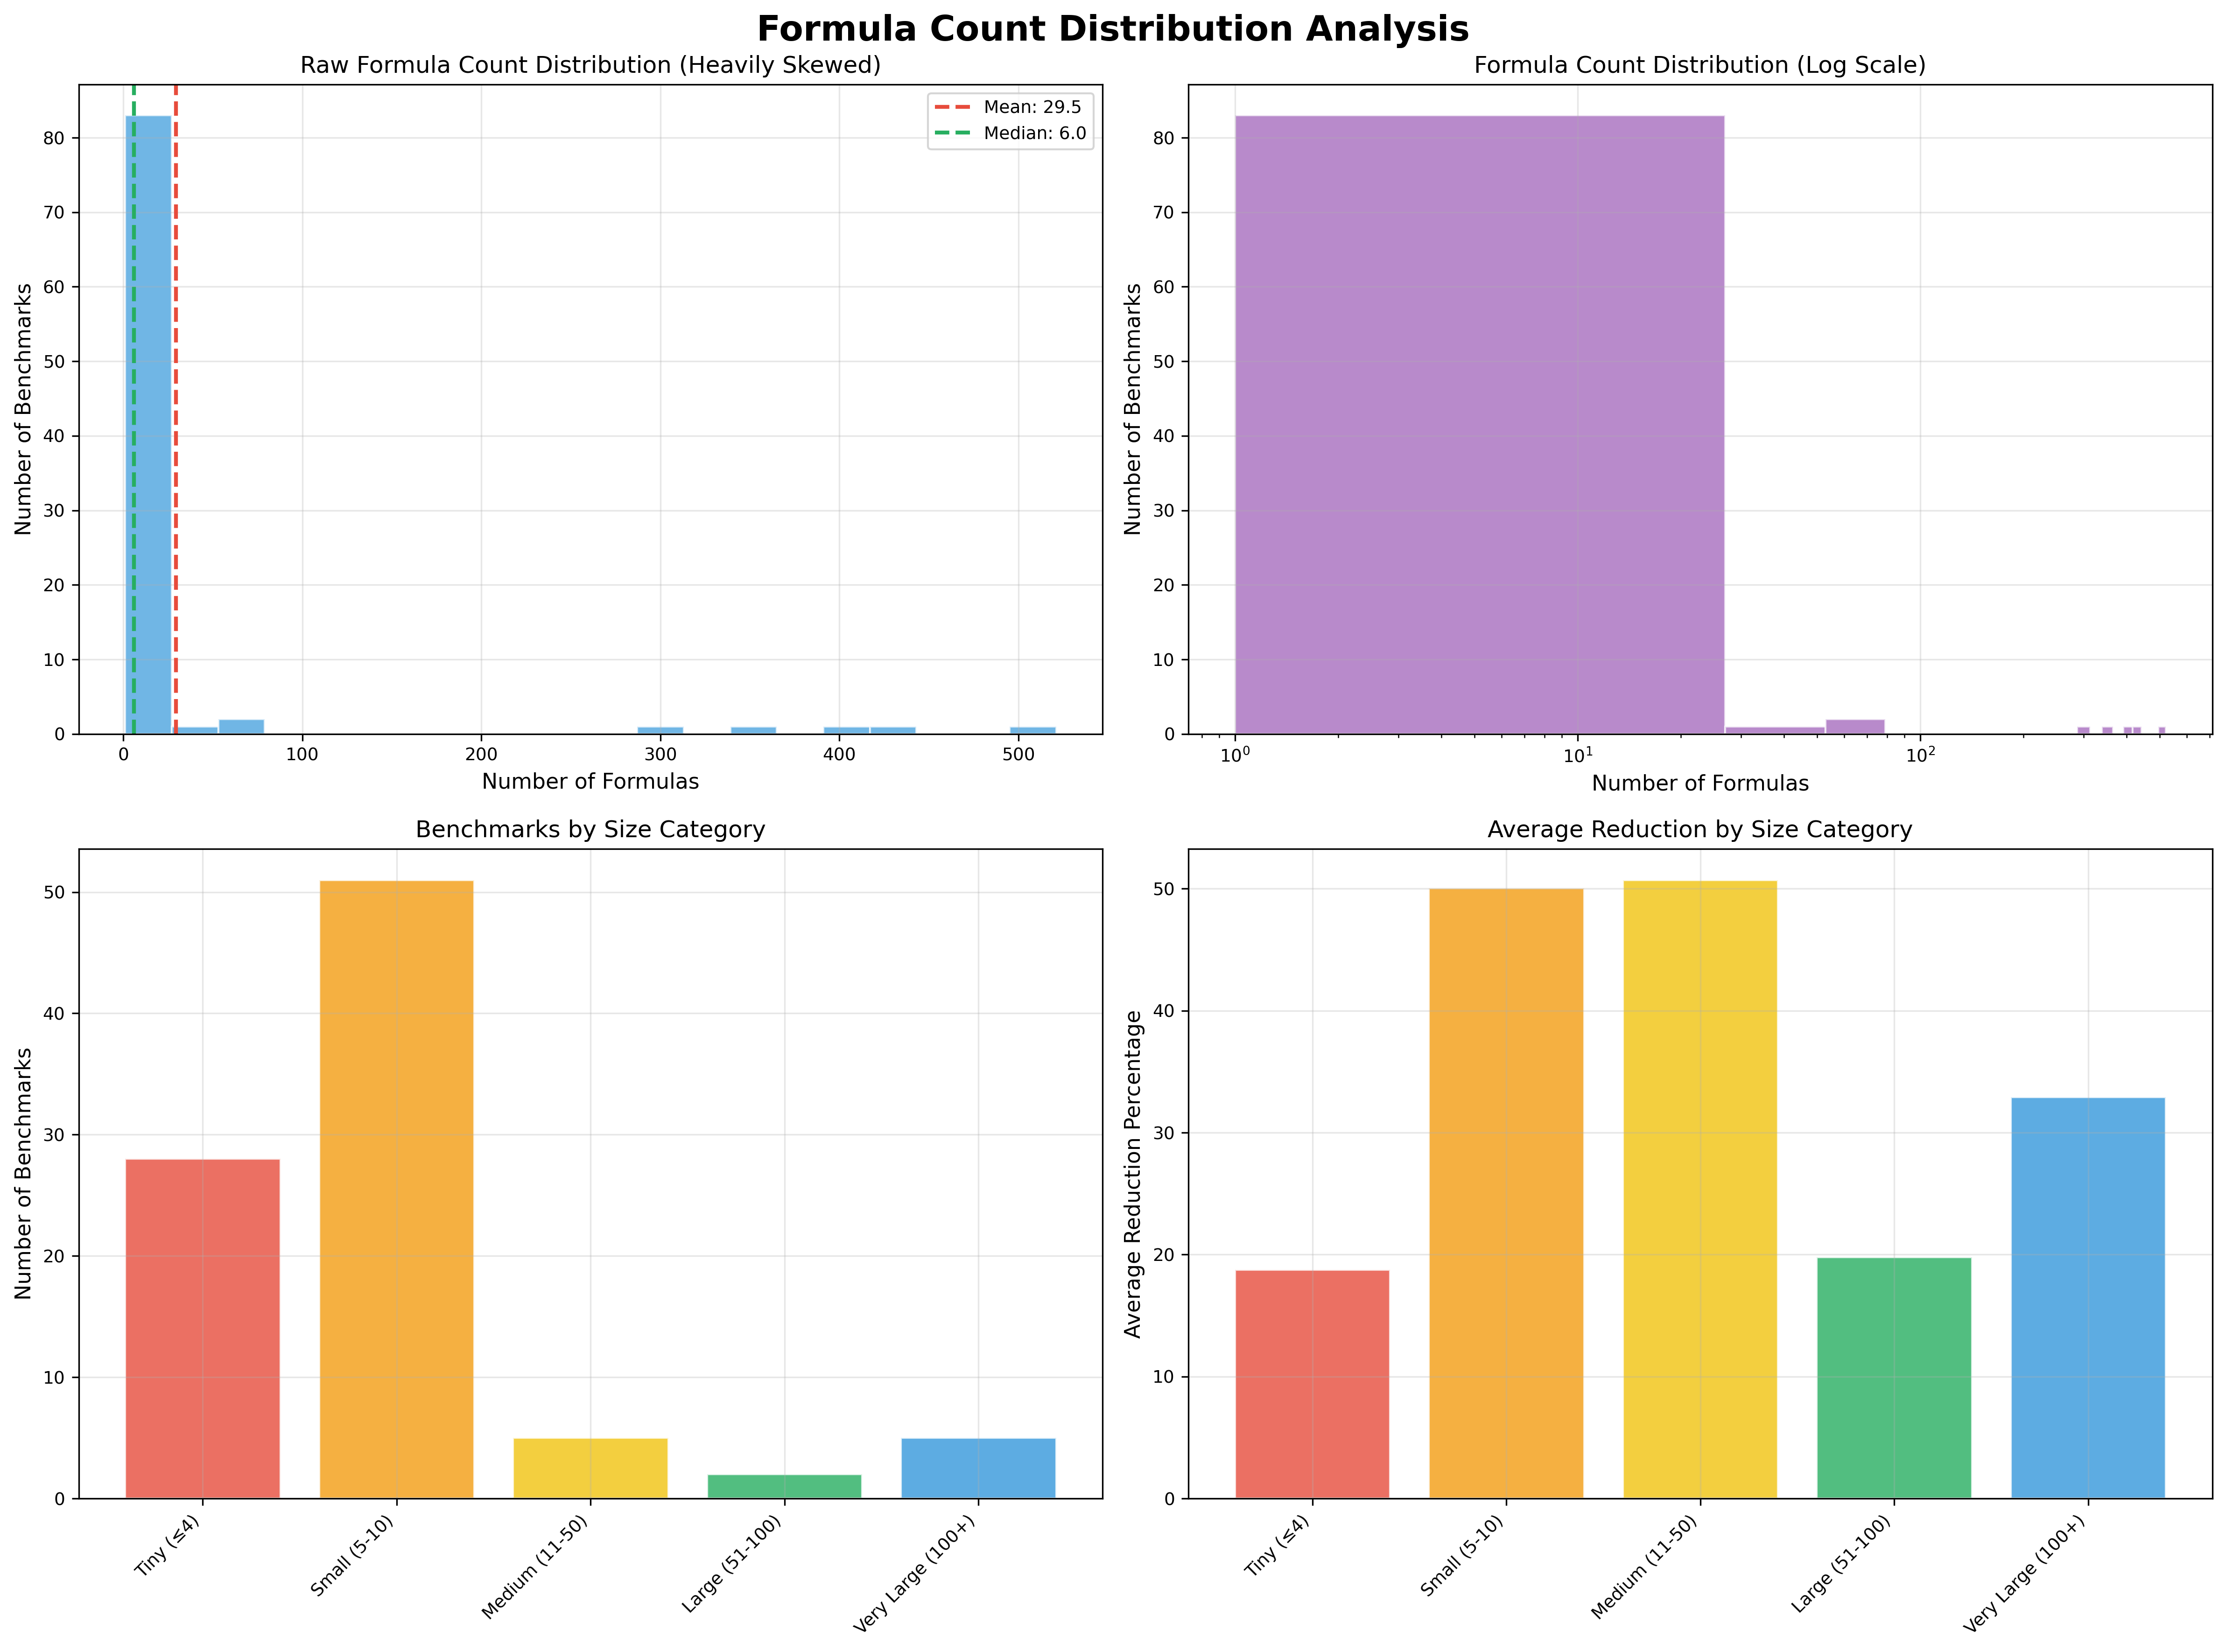 Formula Count Distribution Analysis
Raw Formula Count Distribution (Heavily Skewed)
Mean: 29.5
Median: 6.0
Number of Benchmarks
80
70
60
50
40
30
20
10
0
0 100 200 300 400 500
Number of Formulas
Formula Count Distribution (Log Scale)
Number of Benchmarks
80
70
60
50
40
30
20
10
0
10⁰ 10¹ 10²
Number of Formulas
Benchmarks by Size Category
Number of Benchmarks
50
40
30
20
10
0
Tiny (≤4)
Small (5-10)
Medium (11-50)
Large (51-100)
Very Large (100+)
Average Reduction by Size Category
Average Reduction Percentage
50
40
30
20
10
0
Tiny (≤4)
Small (5-10)
Medium (11-50)
Large (51-100)
Very Large (100+)